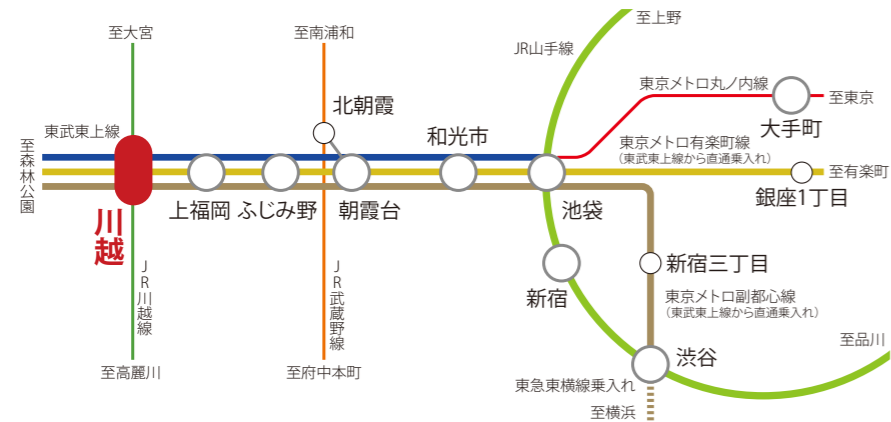 至大宮
至南浦和
至上野
JR山手線
東京メトロ丸ノ内線
至東京
大手町
北朝霞
東武東上線
和光市
東京メトロ有楽町線
(東武東上線から直通乗入れ)
至森林公園
至有楽町
銀座1丁目
川越
上福岡
ふじみ野
朝霞台
池袋
新宿三丁目
新宿
JR川越線
JR武蔵野線
東京メトロ副都心線
(東武東上線から直通乗入れ)
至品川
渋谷
至高麗川
至府中本町
東急東横線乗入れ
至横浜